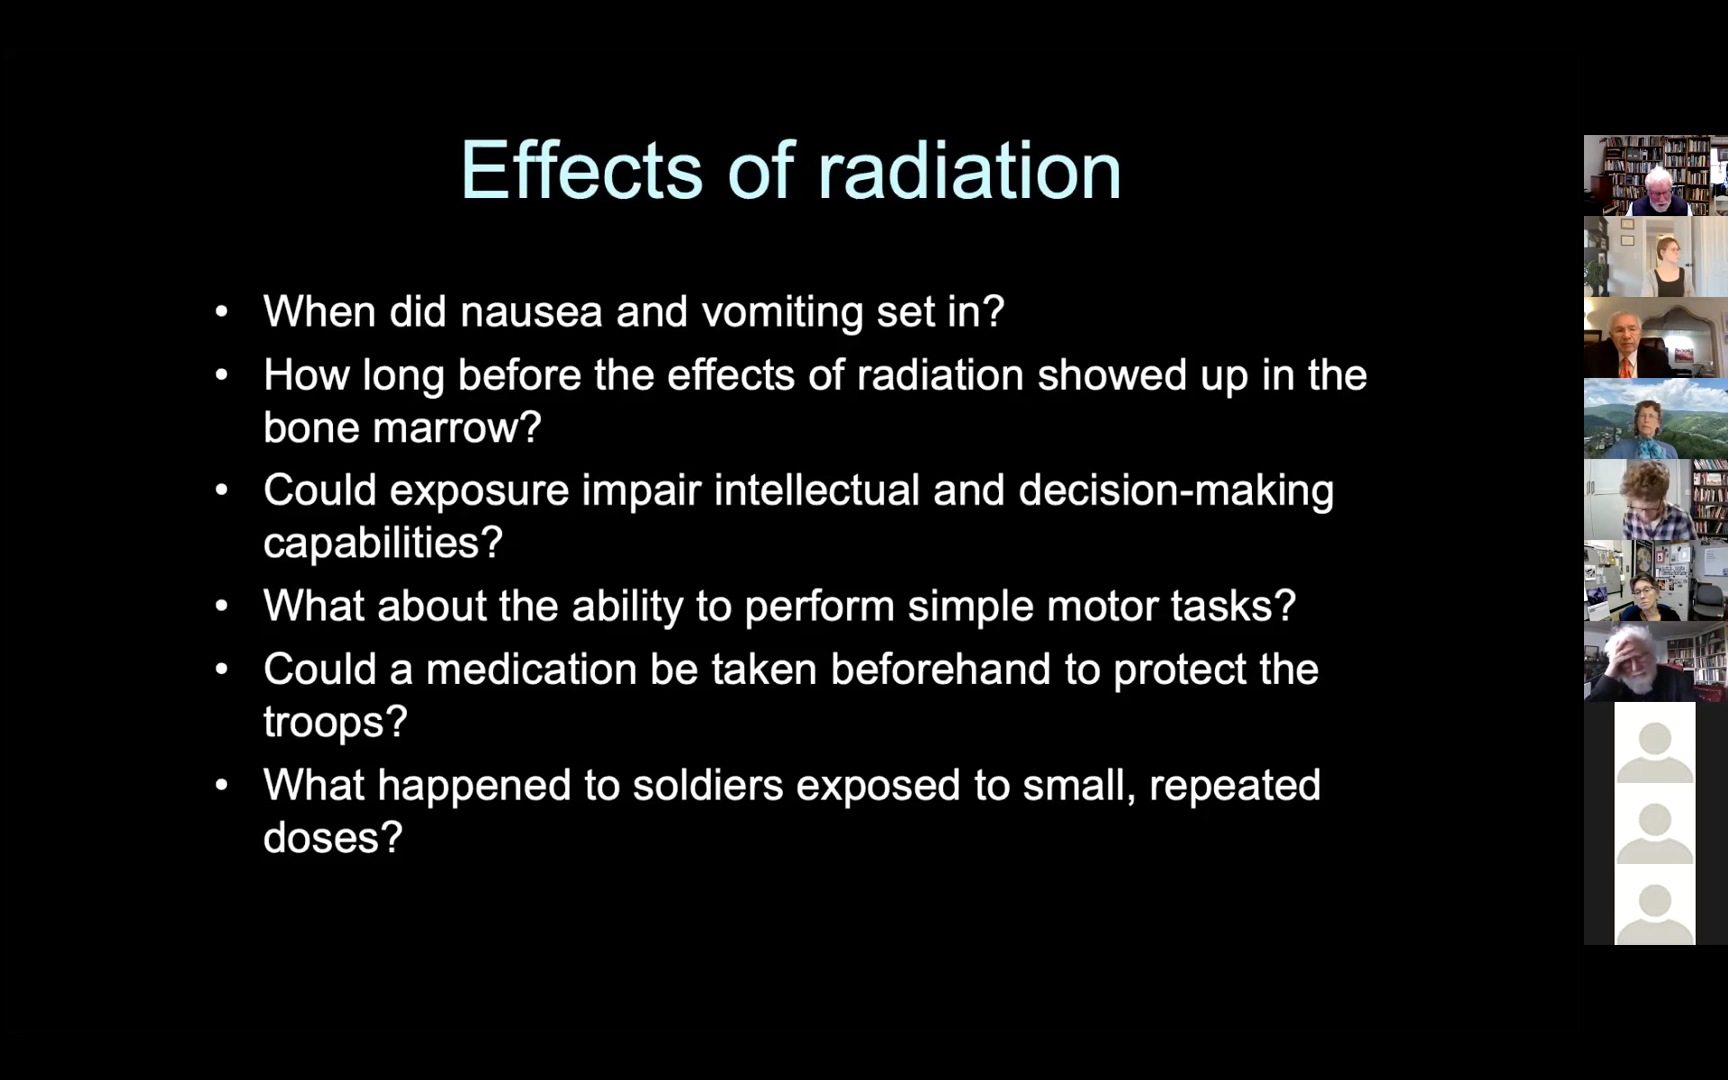 Effects of radiation
• When did nausea and vomiting set in?
• How long before the effects of radiation showed up in the
bone marrow?
• Could exposure impair intellectual and decision-making
capabilities?
• What about the ability to perform simple motor tasks?
• Could a medication be taken beforehand to protect the
troops?
• What happened to soldiers exposed to small, repeated
doses?